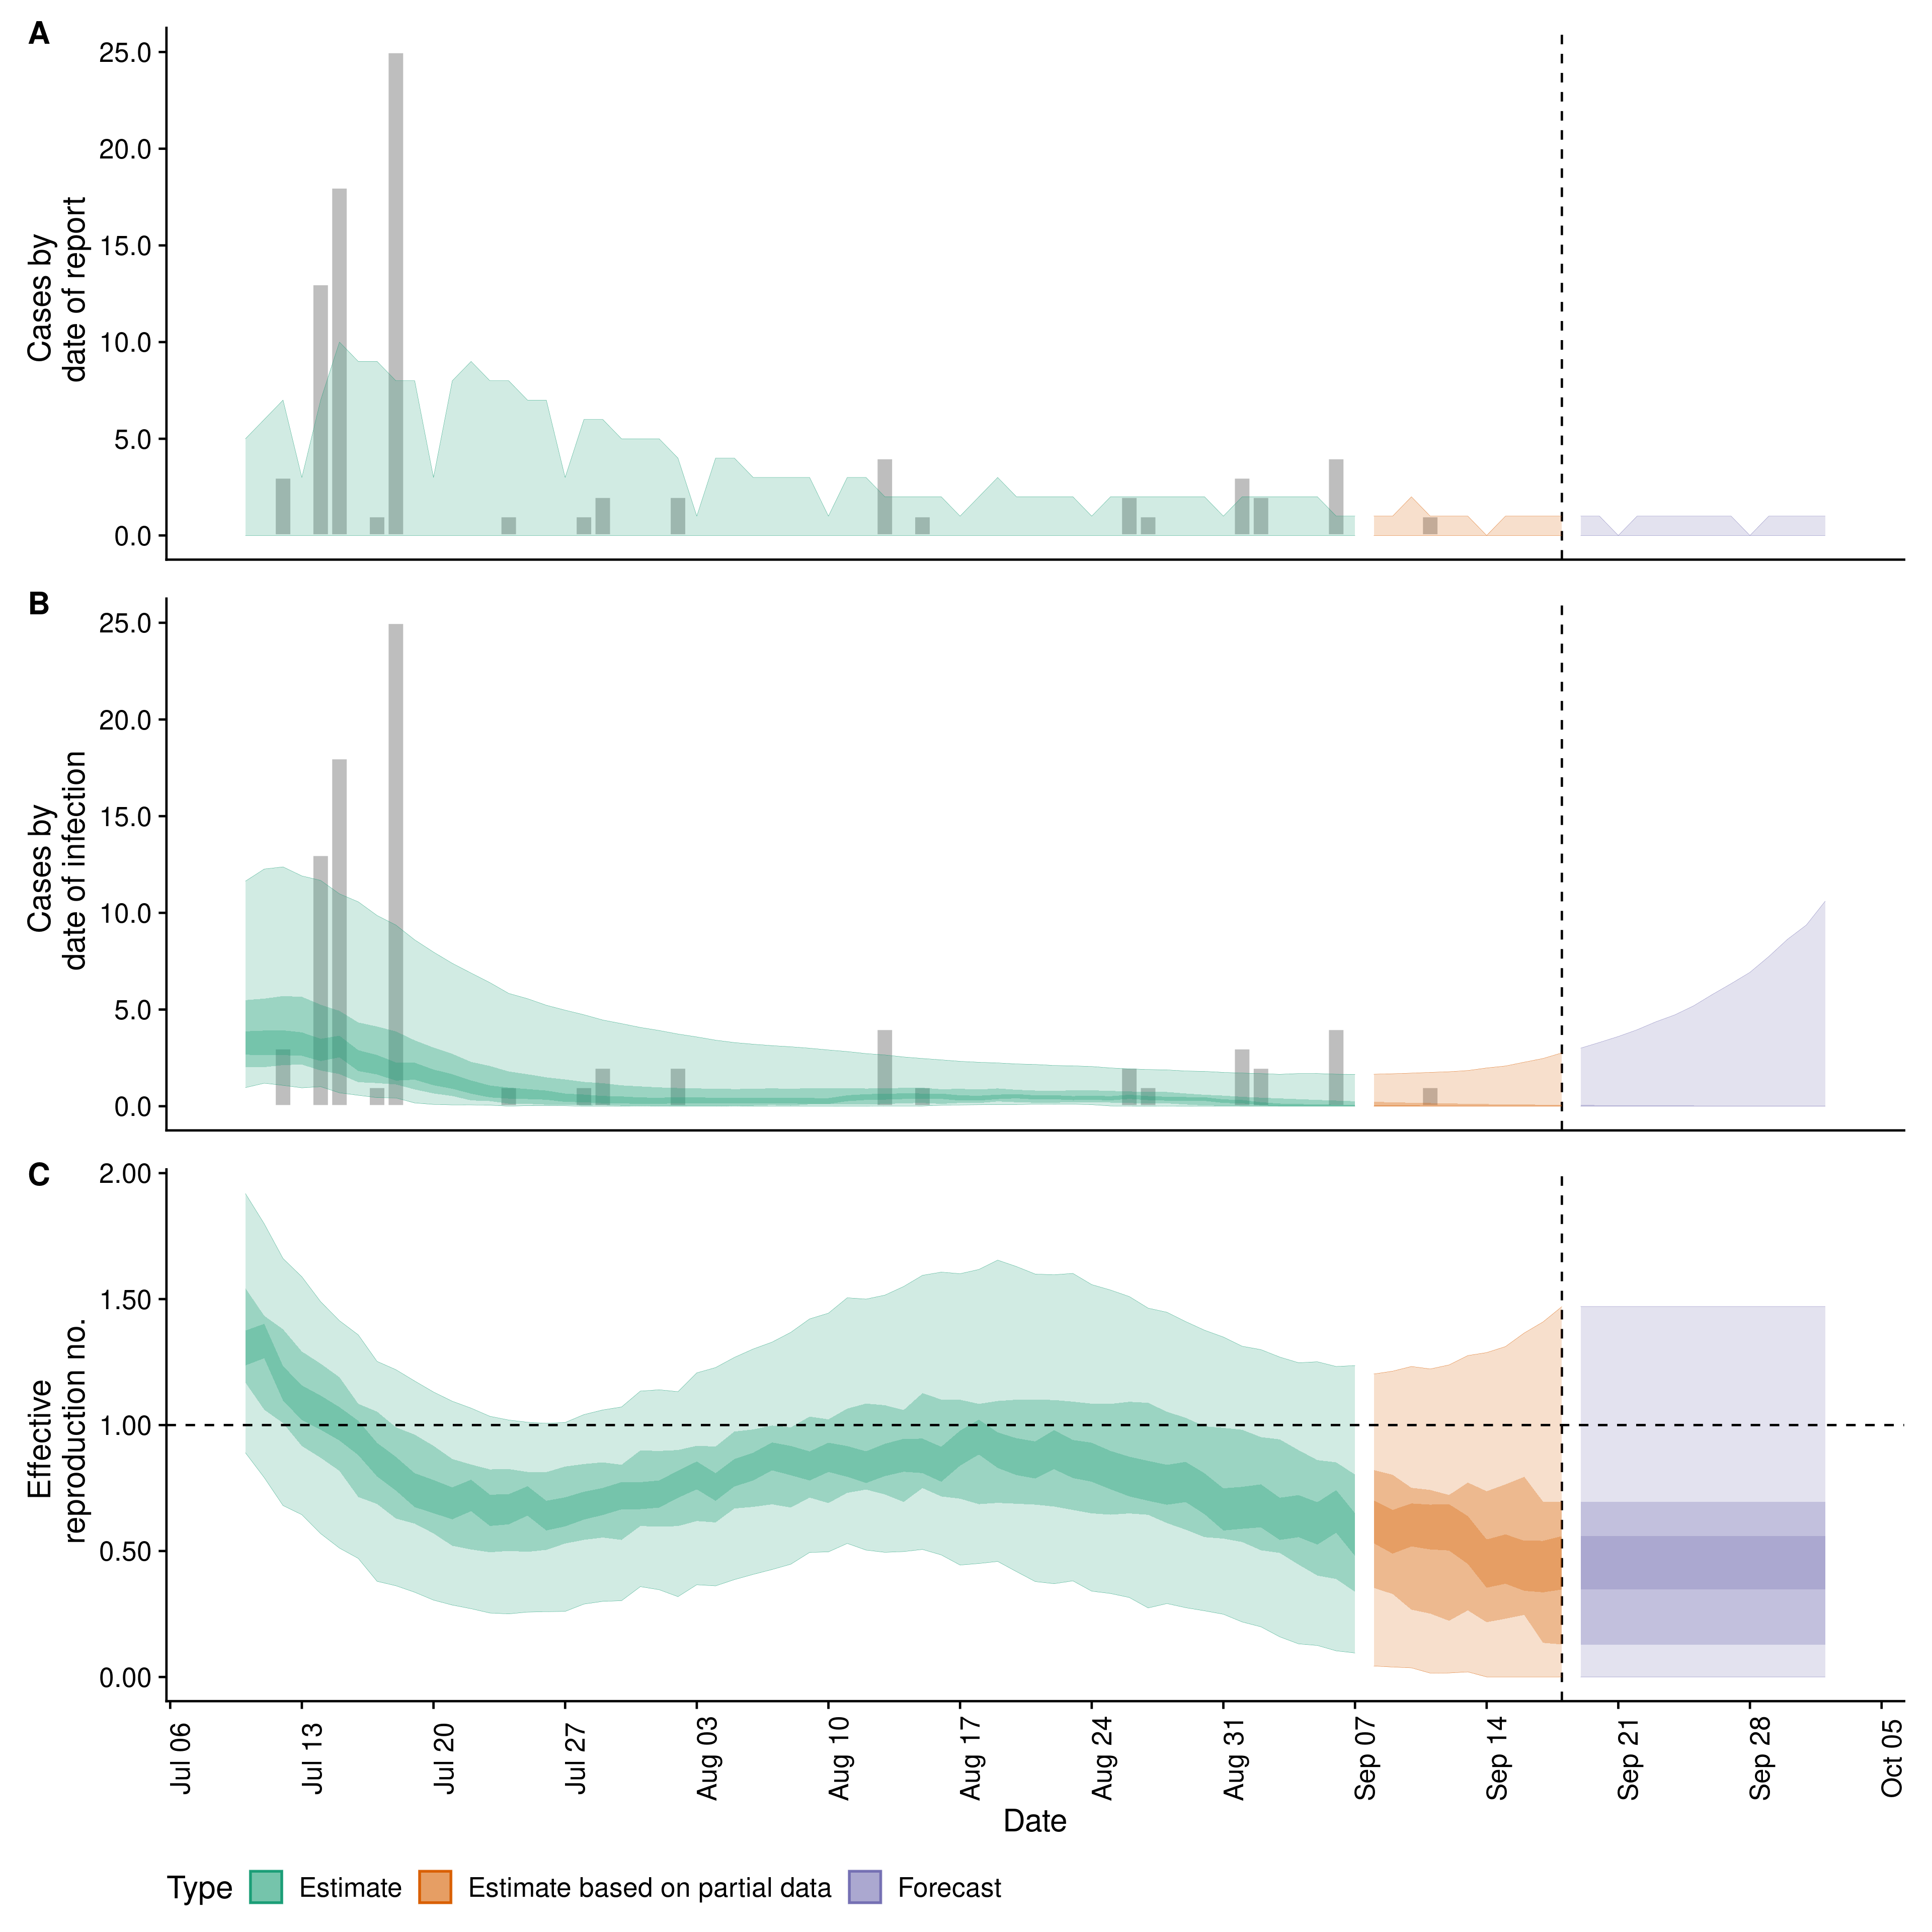 A
25.0
20.0
15.0
10.0
5.0
0.0
Cases by
date of report
B
25.0
20.0
15.0
10.0
5.0
0.0
Cases by
date of infection
C
2.00
1.50
1.00
0.50
0.00
Effective
reproduction no.
Jul 06
Jul 13
Jul 20
Jul 27
Aug 03
Aug 10
Aug 17
Aug 24
Aug 31
Sep 07
Sep 14
Sep 21
Sep 28
Oct 05
Date
Type Estimate Estimate based on partial data Forecast